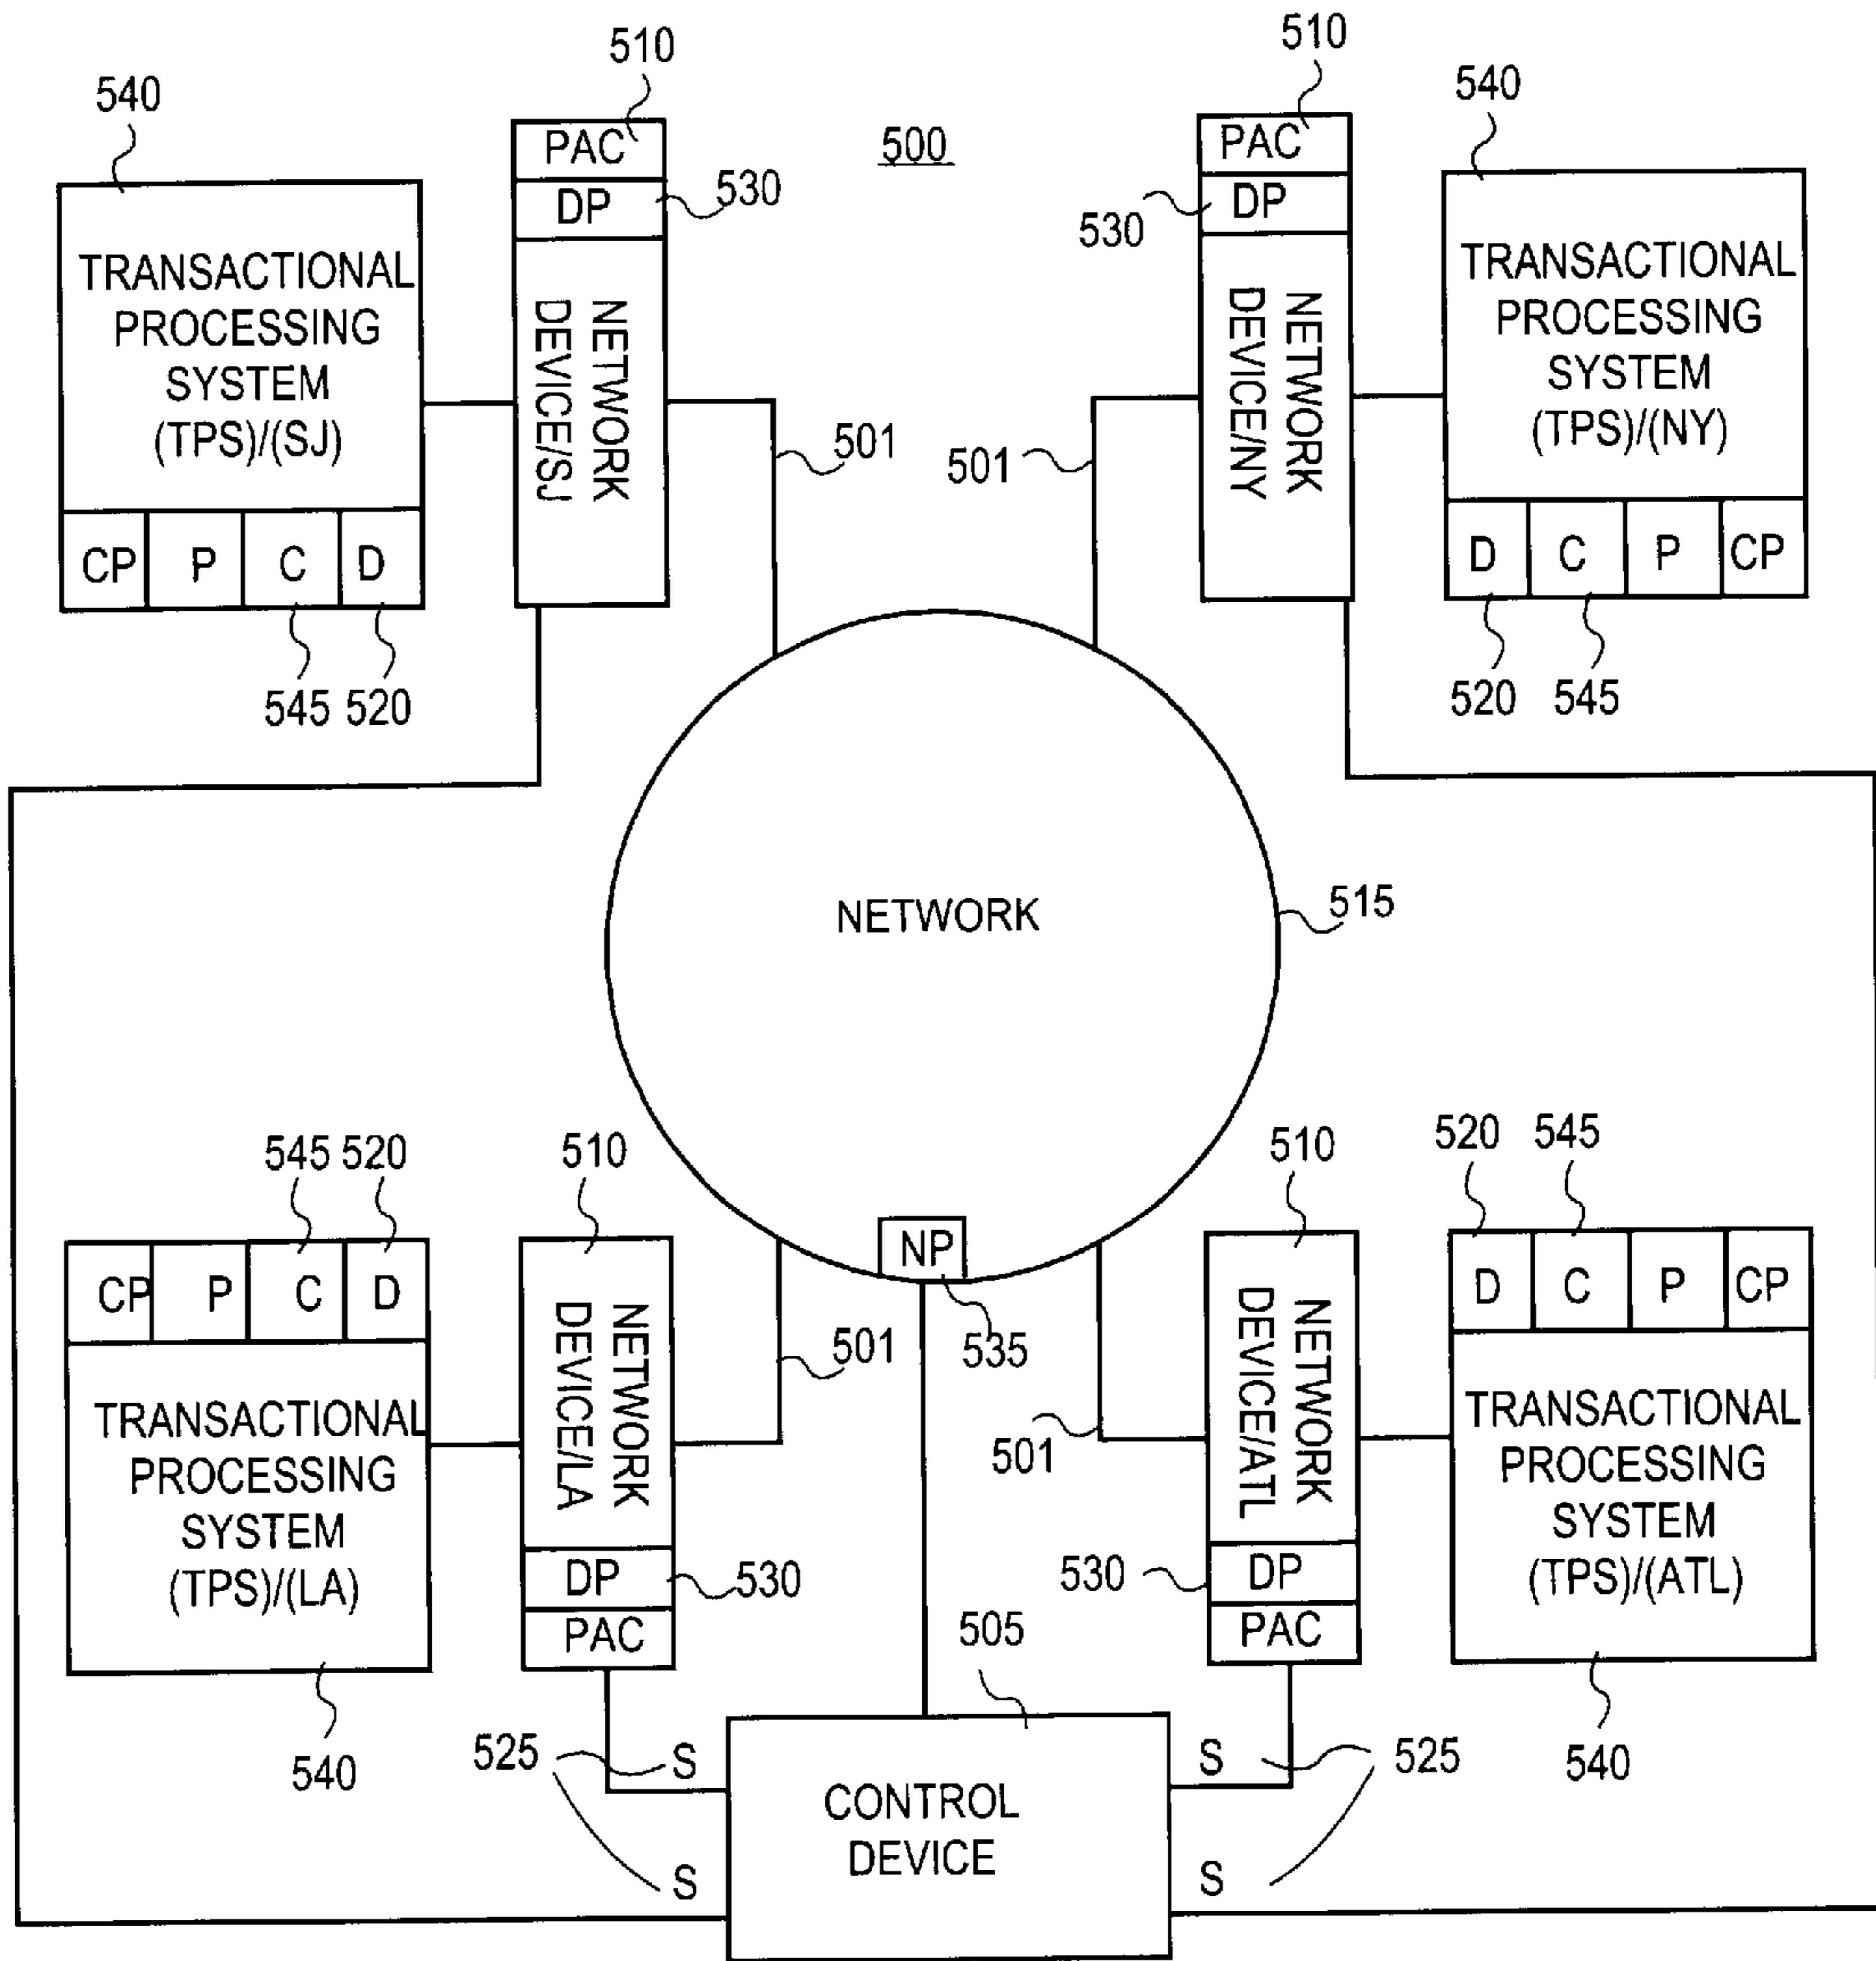 510
510
540
540
PAC
500
PAC
DP
530
530
DP
TRANSACTIONAL
PROCESSING
SYSTEM
(TPS)/(SJ)
NETWORK
DEVICE/SJ
NETWORK
DEVICE/NY
TRANSACTIONAL
PROCESSING
SYSTEM
(TPS)/(NY)
501
501
CP P C D
D C P CP
545 520
520 545
NETWORK
515
545 520
510
510
520 545
CP P C D
NETWORK
DEVICE/LA
NP
535
NETWORK
DEVICE/ATL
D C P CP
501
501
TRANSACTIONAL
PROCESSING
SYSTEM
(TPS)/(LA)
TRANSACTIONAL
PROCESSING
SYSTEM
(TPS)/(ATL)
DP
530
530
DP
PAC
505
PAC
540
525
S
S
525
540
CONTROL
DEVICE
S
S